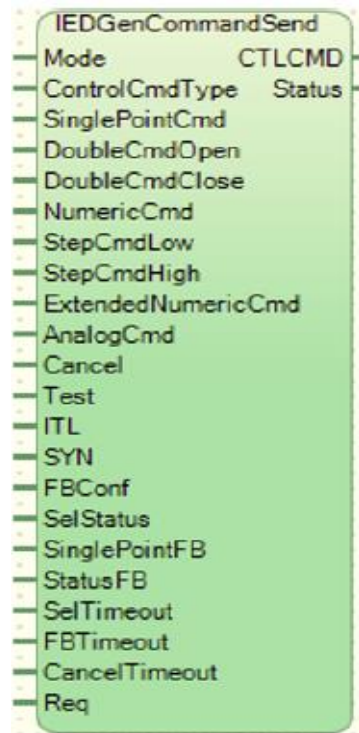 IEDGenCommandSend
Mode CTLCMD
ControlCmdType Status
SinglePointCmd
DoubleCmdOpen
DoubleCmdClose
NumericCmd
StepCmdLow
StepCmdHigh
ExtendedNumericCmd
AnalogCmd
Cancel
Test
ITL
SYN
FBConf
SelStatus
SinglePointFB
StatusFB
SelTimeout
FBTimeout
CancelTimeout
Req